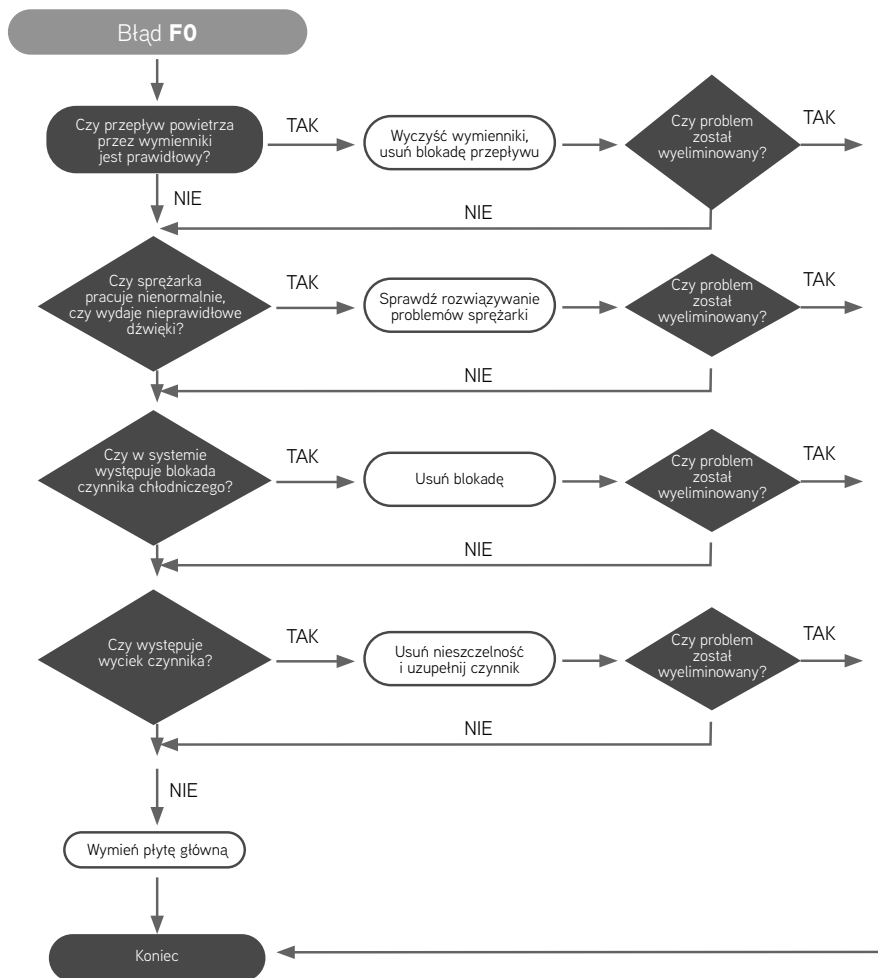 Błąd F0
Czy przepływ powietrza
przez wymienniki
jest prawidłowy?
TAK
Wyczyść wymienniki,
usuń blokadę przepływu
Czy problem
został
wyeliminowany?
TAK
NIE
NIE
Czy sprężarka
pracuje nienormalnie,
czy wydaje nieprawidłowe
dźwięki?
TAK
Sprawdź rozwiązywanie
problemów sprężarki
Czy problem
został
wyeliminowany?
TAK
NIE
Czy w systemie
występuje blokada
czynnika chłodniczego?
TAK
Usuń blokadę
Czy problem
został
wyeliminowany?
TAK
NIE
Czy występuje
wyciek czynnika?
TAK
Usuń nieszczelność
i uzupełnij czynnik
Czy problem
został
wyeliminowany?
TAK
NIE
NIE
Wymień płytę główną
Koniec